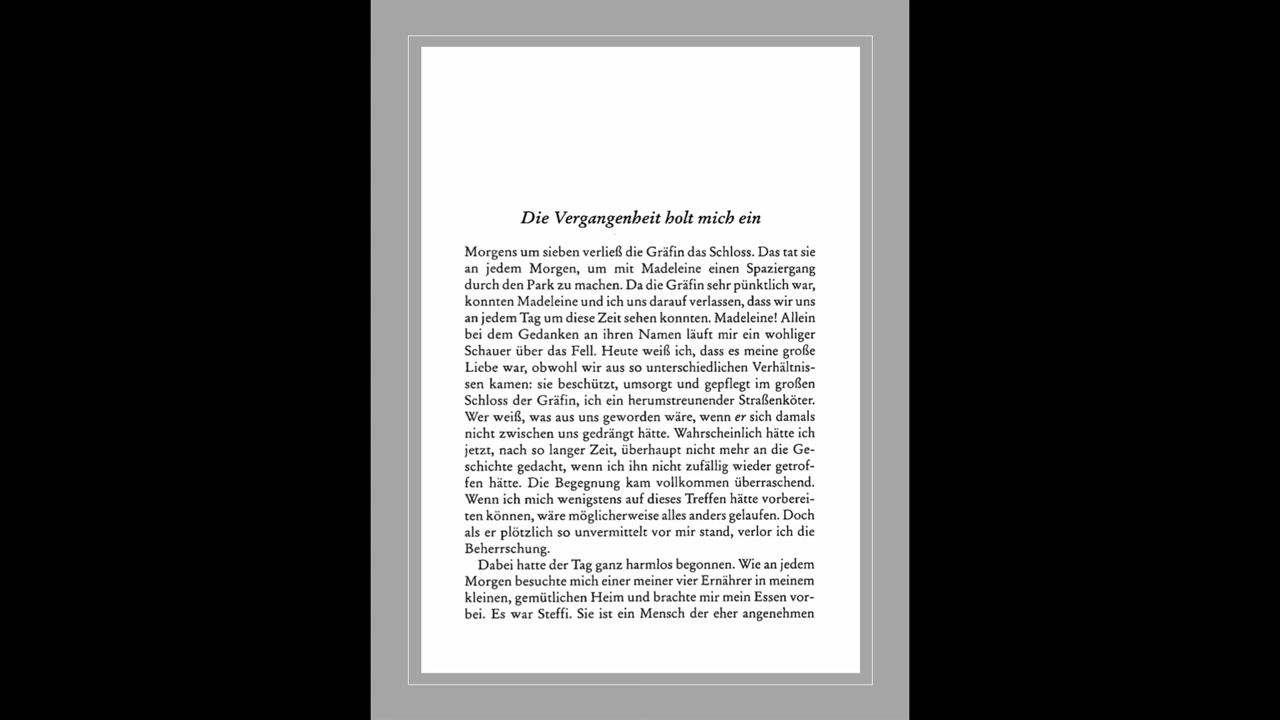 Die Vergangenheit holt mich ein
Morgens um sieben verließ die Gräfin das Schloss. Das tat sie
an jedem Morgen, um mit Madeleine einen Spaziergang
durch den Park zu machen. Da die Gräfin sehr pünktlich war,
konnten Madeleine und ich uns darauf verlassen, dass wir uns
an jedem Tag um diese Zeit sehen konnten. Madeleine! Allein
bei dem Gedanken an ihren Namen läuft mir ein wohliger
Schauer über das Fell. Heute weiß ich, dass es meine große
Liebe war, obwohl wir aus so unterschiedlichen Verhältnis-
sen kamen: sie beschützt, umsorgt und gepflegt im großen
Schloss der Gräfin, ich ein herumstreunender Straßenköter.
Wer weiß, was aus uns geworden wäre, wenn er sich damals
nicht zwischen uns gedrängt hätte. Wahrscheinlich hätte ich
jetzt, nach so langer Zeit, überhaupt nicht mehr an die Ge-
schichte gedacht, wenn ich ihn nicht zufällig wieder getrof-
fen hätte. Die Begegnung kam vollkommen überraschend.
Wenn ich mich wenigstens auf dieses Treffen hätte vorberei-
ten können, wäre möglicherweise alles anders gelaufen. Doch
als er plötzlich so unvermittelt vor mir stand, verlor ich die
Beherrschung.
Dabei hatte der Tag ganz harmlos begonnen. Wie an jedem
Morgen besuchte mich einer meiner vier Ernährer in meinem
kleinen, gemütlichen Heim und brachte mir mein Essen vor-
bei. Es war Steffi. Sie ist ein Mensch der eher angenehmen